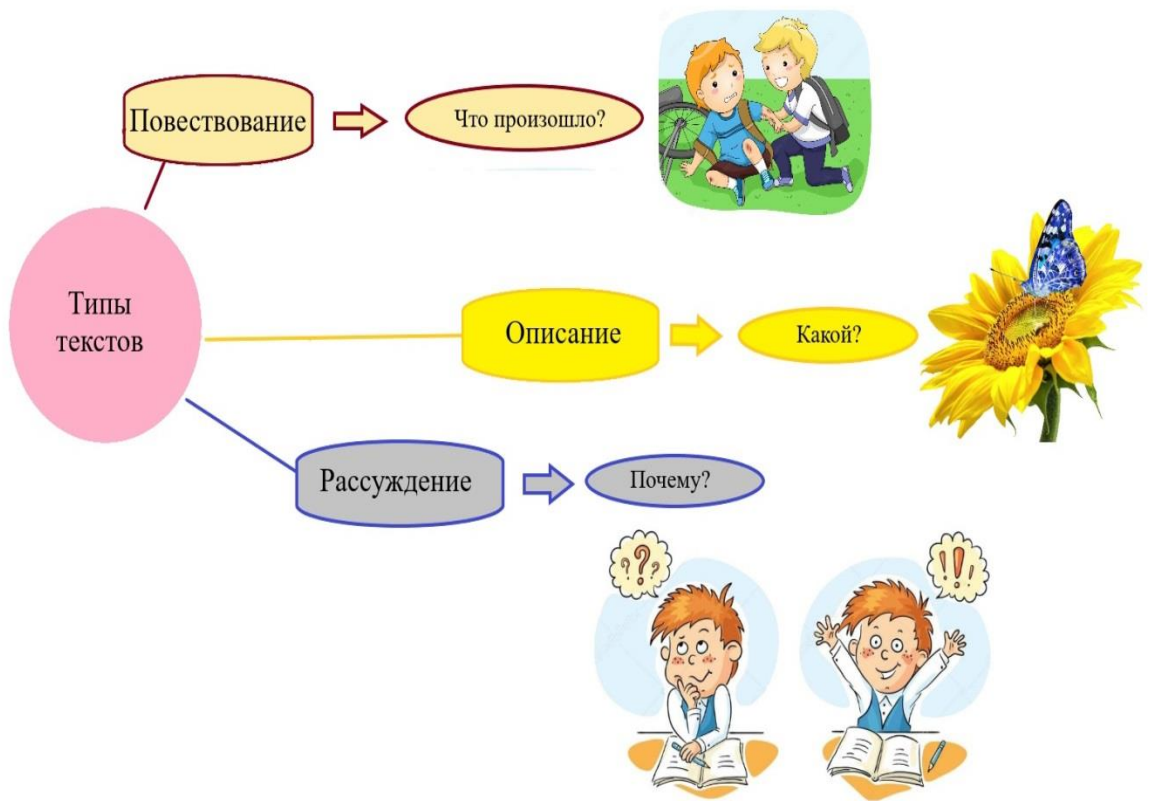 Повествование
Что произошло?
Типы
текстов
Описание
Какой?
Рассуждение
Почему?
???
!!!